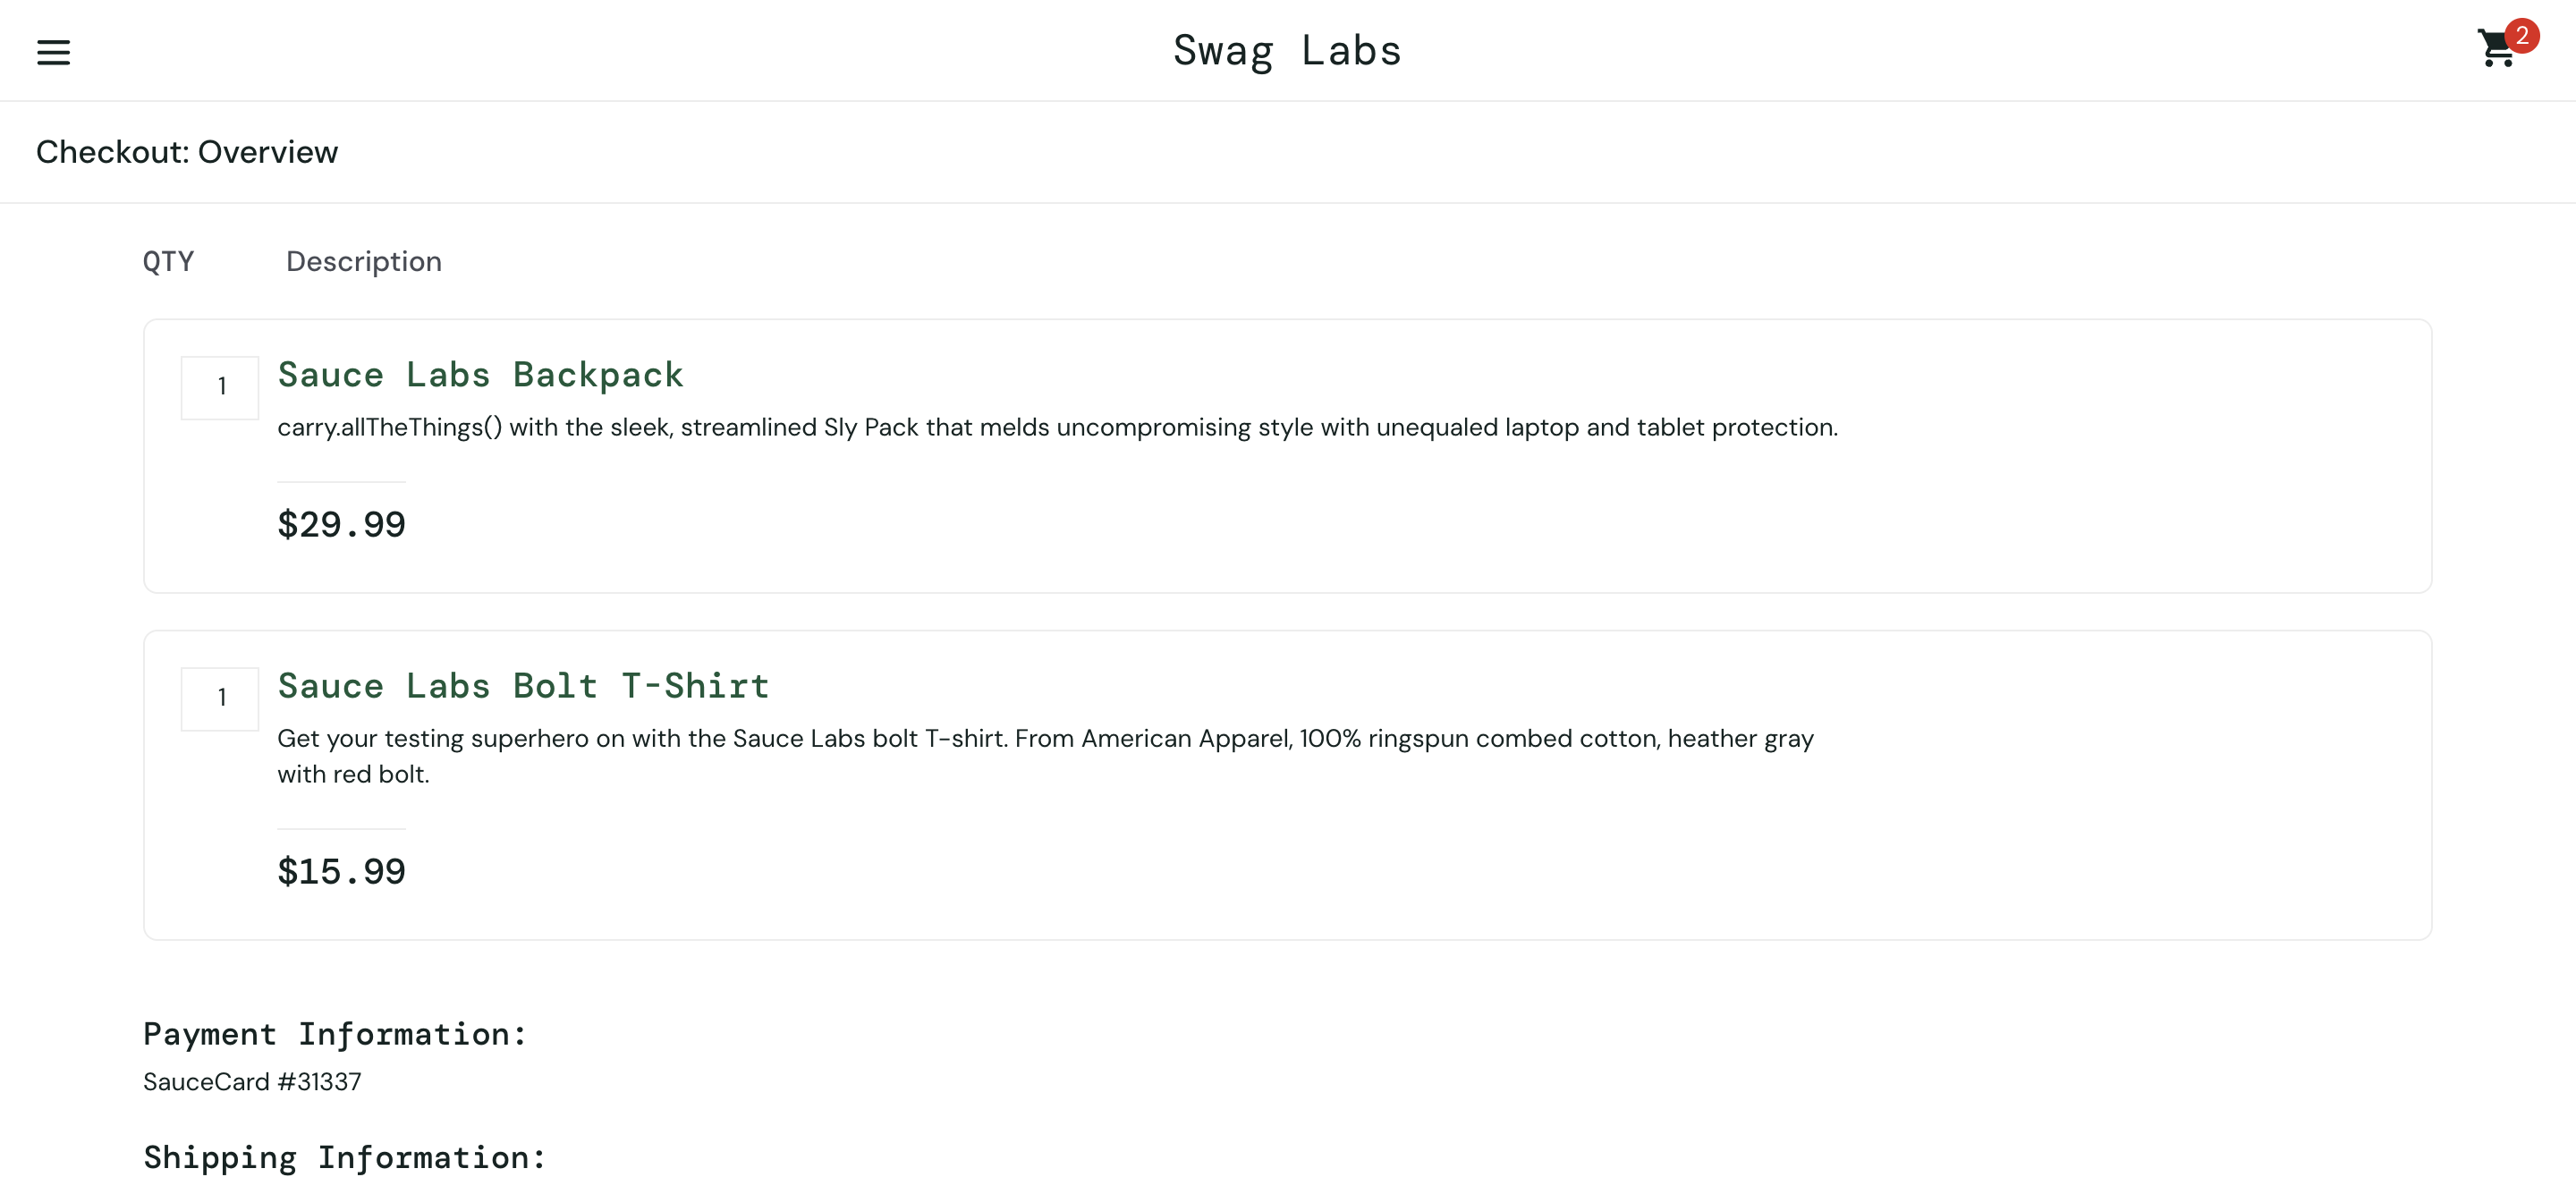 Swag Labs
2
Checkout: Overview
QTY Description
1
Sauce Labs Backpack
carry.allTheThings() with the sleek, streamlined Sly Pack that melds uncompromising style with unequaled laptop and tablet protection.
$29.99
1
Sauce Labs Bolt T-Shirt
Get your testing superhero on with the Sauce Labs bolt T-shirt. From American Apparel, 100% ringspun combed cotton, heather gray
with red bolt.
$15.99
Payment Information:
SauceCard #31337
Shipping Information: